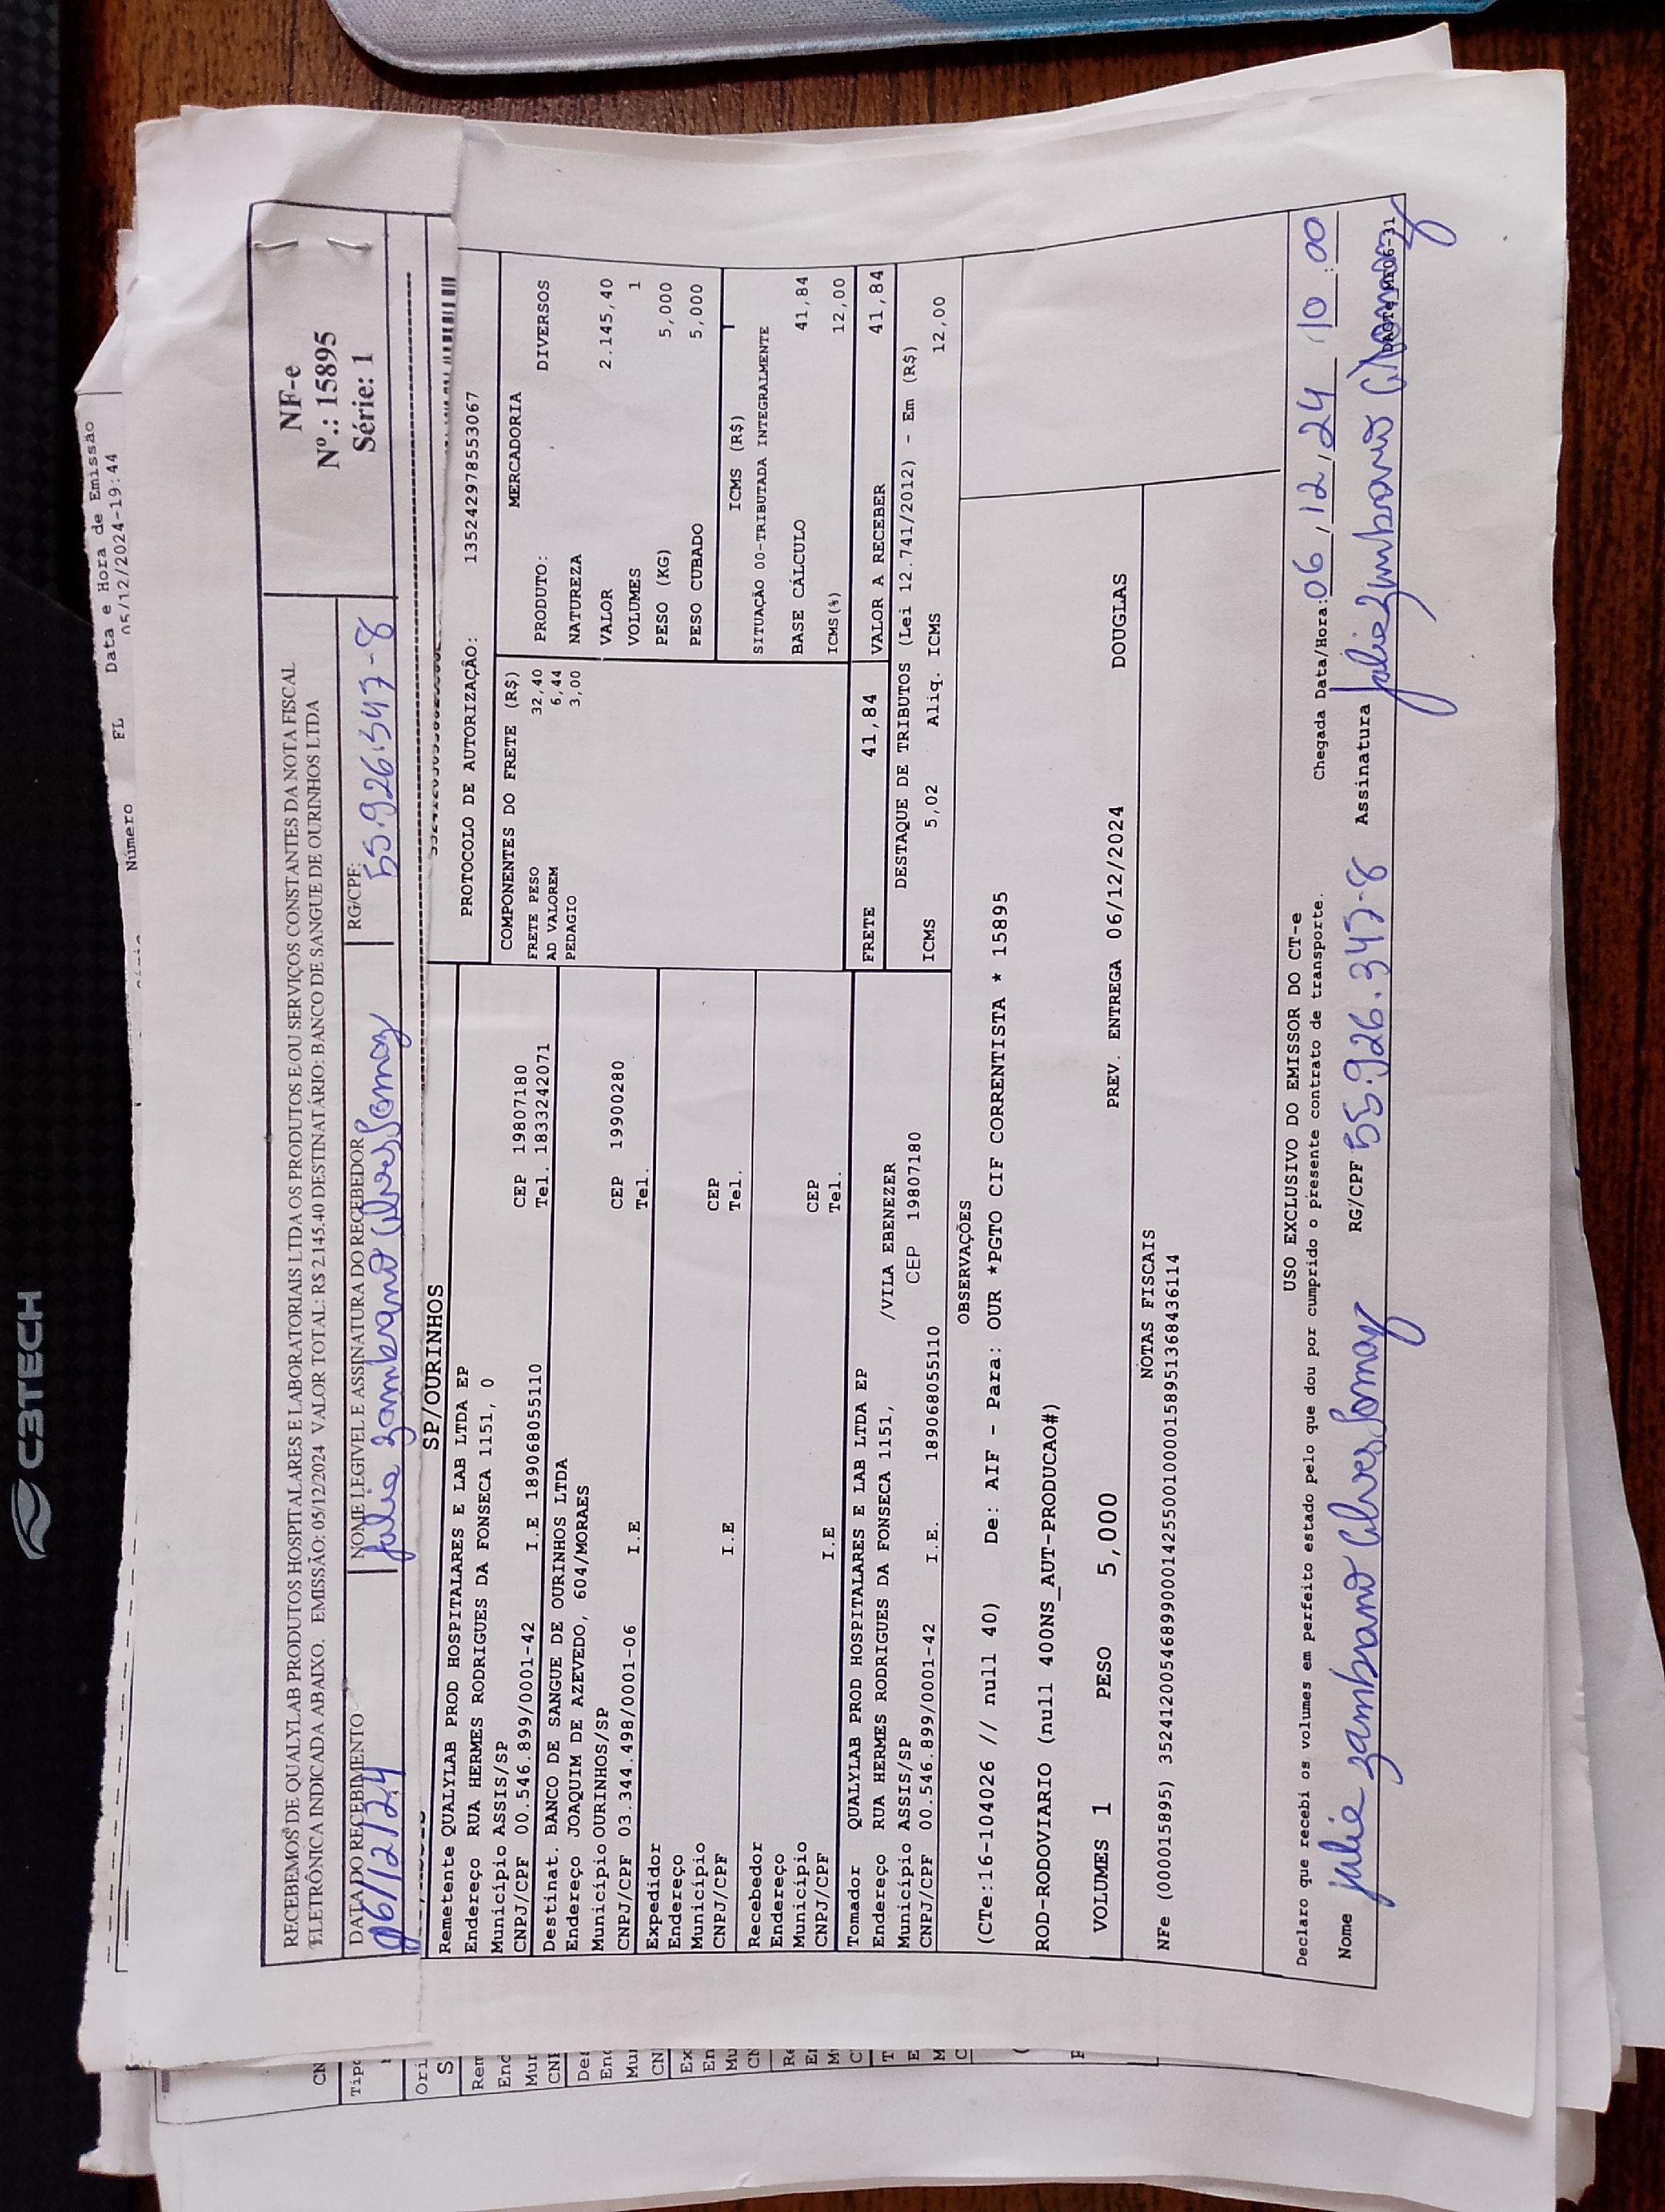 C3TECH
Data e Hora de Emissão
Número FL 05/12/2024-19:44
RECEBEMOS DE QUALYLAB PRODUTOS HOSPITALARES E LABORATORIAIS LTDA OS PRODUTOS E/OU SERVIÇOS CONSTANTES DA NOTA FISCAL
ELETRÔNICA INDICADA ABAIXO. EMISSÃO: 05/12/2024 VALOR TOTAL: R$ 2.145.40 DESTINATÁRIO: BANCO DE SANGUE DE OURINHOS LTDA
NF-e
Nº.: 15895
Série: 1
DATA DO RECEBIMENTO NOME LEGIVEL E ASSINATURA DO RECEBEDOR RG/CPF:
06/12/24 Julie Zambrano Alves Somoz 55.926.347-8
SP/OURINHOS
PROTOCOLO DE AUTORIZAÇÃO: 135242978553067
Remetente QUALYLAB PROD HOSPITALARES E LAB LTDA EP
Endereço RUA HERMES RODRIGUES DA FONSECA 1151, 0
Município ASSIS/SP CEP 19807180
CNPJ/CPF 00.546.899/0001-42 I.E 189068055110 Tel. 1833242071
Destinat. BANCO DE SANGUE DE OURINHOS LTDA
Endereço JOAQUIM DE AZEVEDO, 604/MORAES
Município OURINHOS/SP CEP 19900280
CNPJ/CPF 03.344.498/0001-06 I.E Tel.
Expedidor
Endereço
Município CEP
CNPJ/CPF I.E Tel.
Recebedor
Endereço
Município CEP
CNPJ/CPF I.E Tel.
Tomador QUALYLAB PROD HOSPITALARES E LAB LTDA EP
Endereço RUA HERMES RODRIGUES DA FONSECA 1151, /VILA EBENEZER
Município ASSIS/SP CEP 19807180
CNPJ/CPF 00.546.899/0001-42 I.E. 189068055110
COMPONENTES DO FRETE (R$)
FRETE PESO 32,40
AD VALOREM 6,44
PEDAGIO 3,00
MERCADORIA
PRODUTO: DIVERSOS
NATUREZA
VALOR 2.145,40
VOLUMES 1
PESO (KG) 5,000
PESO CUBADO 5,000
ICMS (R$)
SITUAÇÃO 00-TRIBUTADA INTEGRALMENTE
BASE CÁLCULO 41,84
ICMS(%) 12,00
FRETE 41,84 VALOR A RECEBER 41,84
DESTAQUE DE TRIBUTOS (Lei 12.741/2012) - Em (R$)
ICMS 5,02 Aliq. ICMS 12,00
OBSERVAÇÕES
(CTe:16-104026 // null 40) De: AIF - Para: OUR *PGTO CIF CORRENTISTA * 15895
ROD-RODOVIARIO (null 400NS_AUT-PRODUCAO#)
VOLUMES 1 PESO 5,000 PREV. ENTREGA 06/12/2024 DOUGLAS
NOTAS FISCAIS
NFe (000015895) 35241200546899000142550010000158951368436114
USO EXCLUSIVO DO EMISSOR DO CT-e
Declaro que recebi os volumes em perfeito estado pelo que dou por cumprido o presente contrato de transporte. Chegada Data/Hora: 06/12/24 10:00
Nome Julie Zambrano Alves Somoz RG/CPF 55.926.347-8 Assinatura Julie Zambrano Alves Somoz